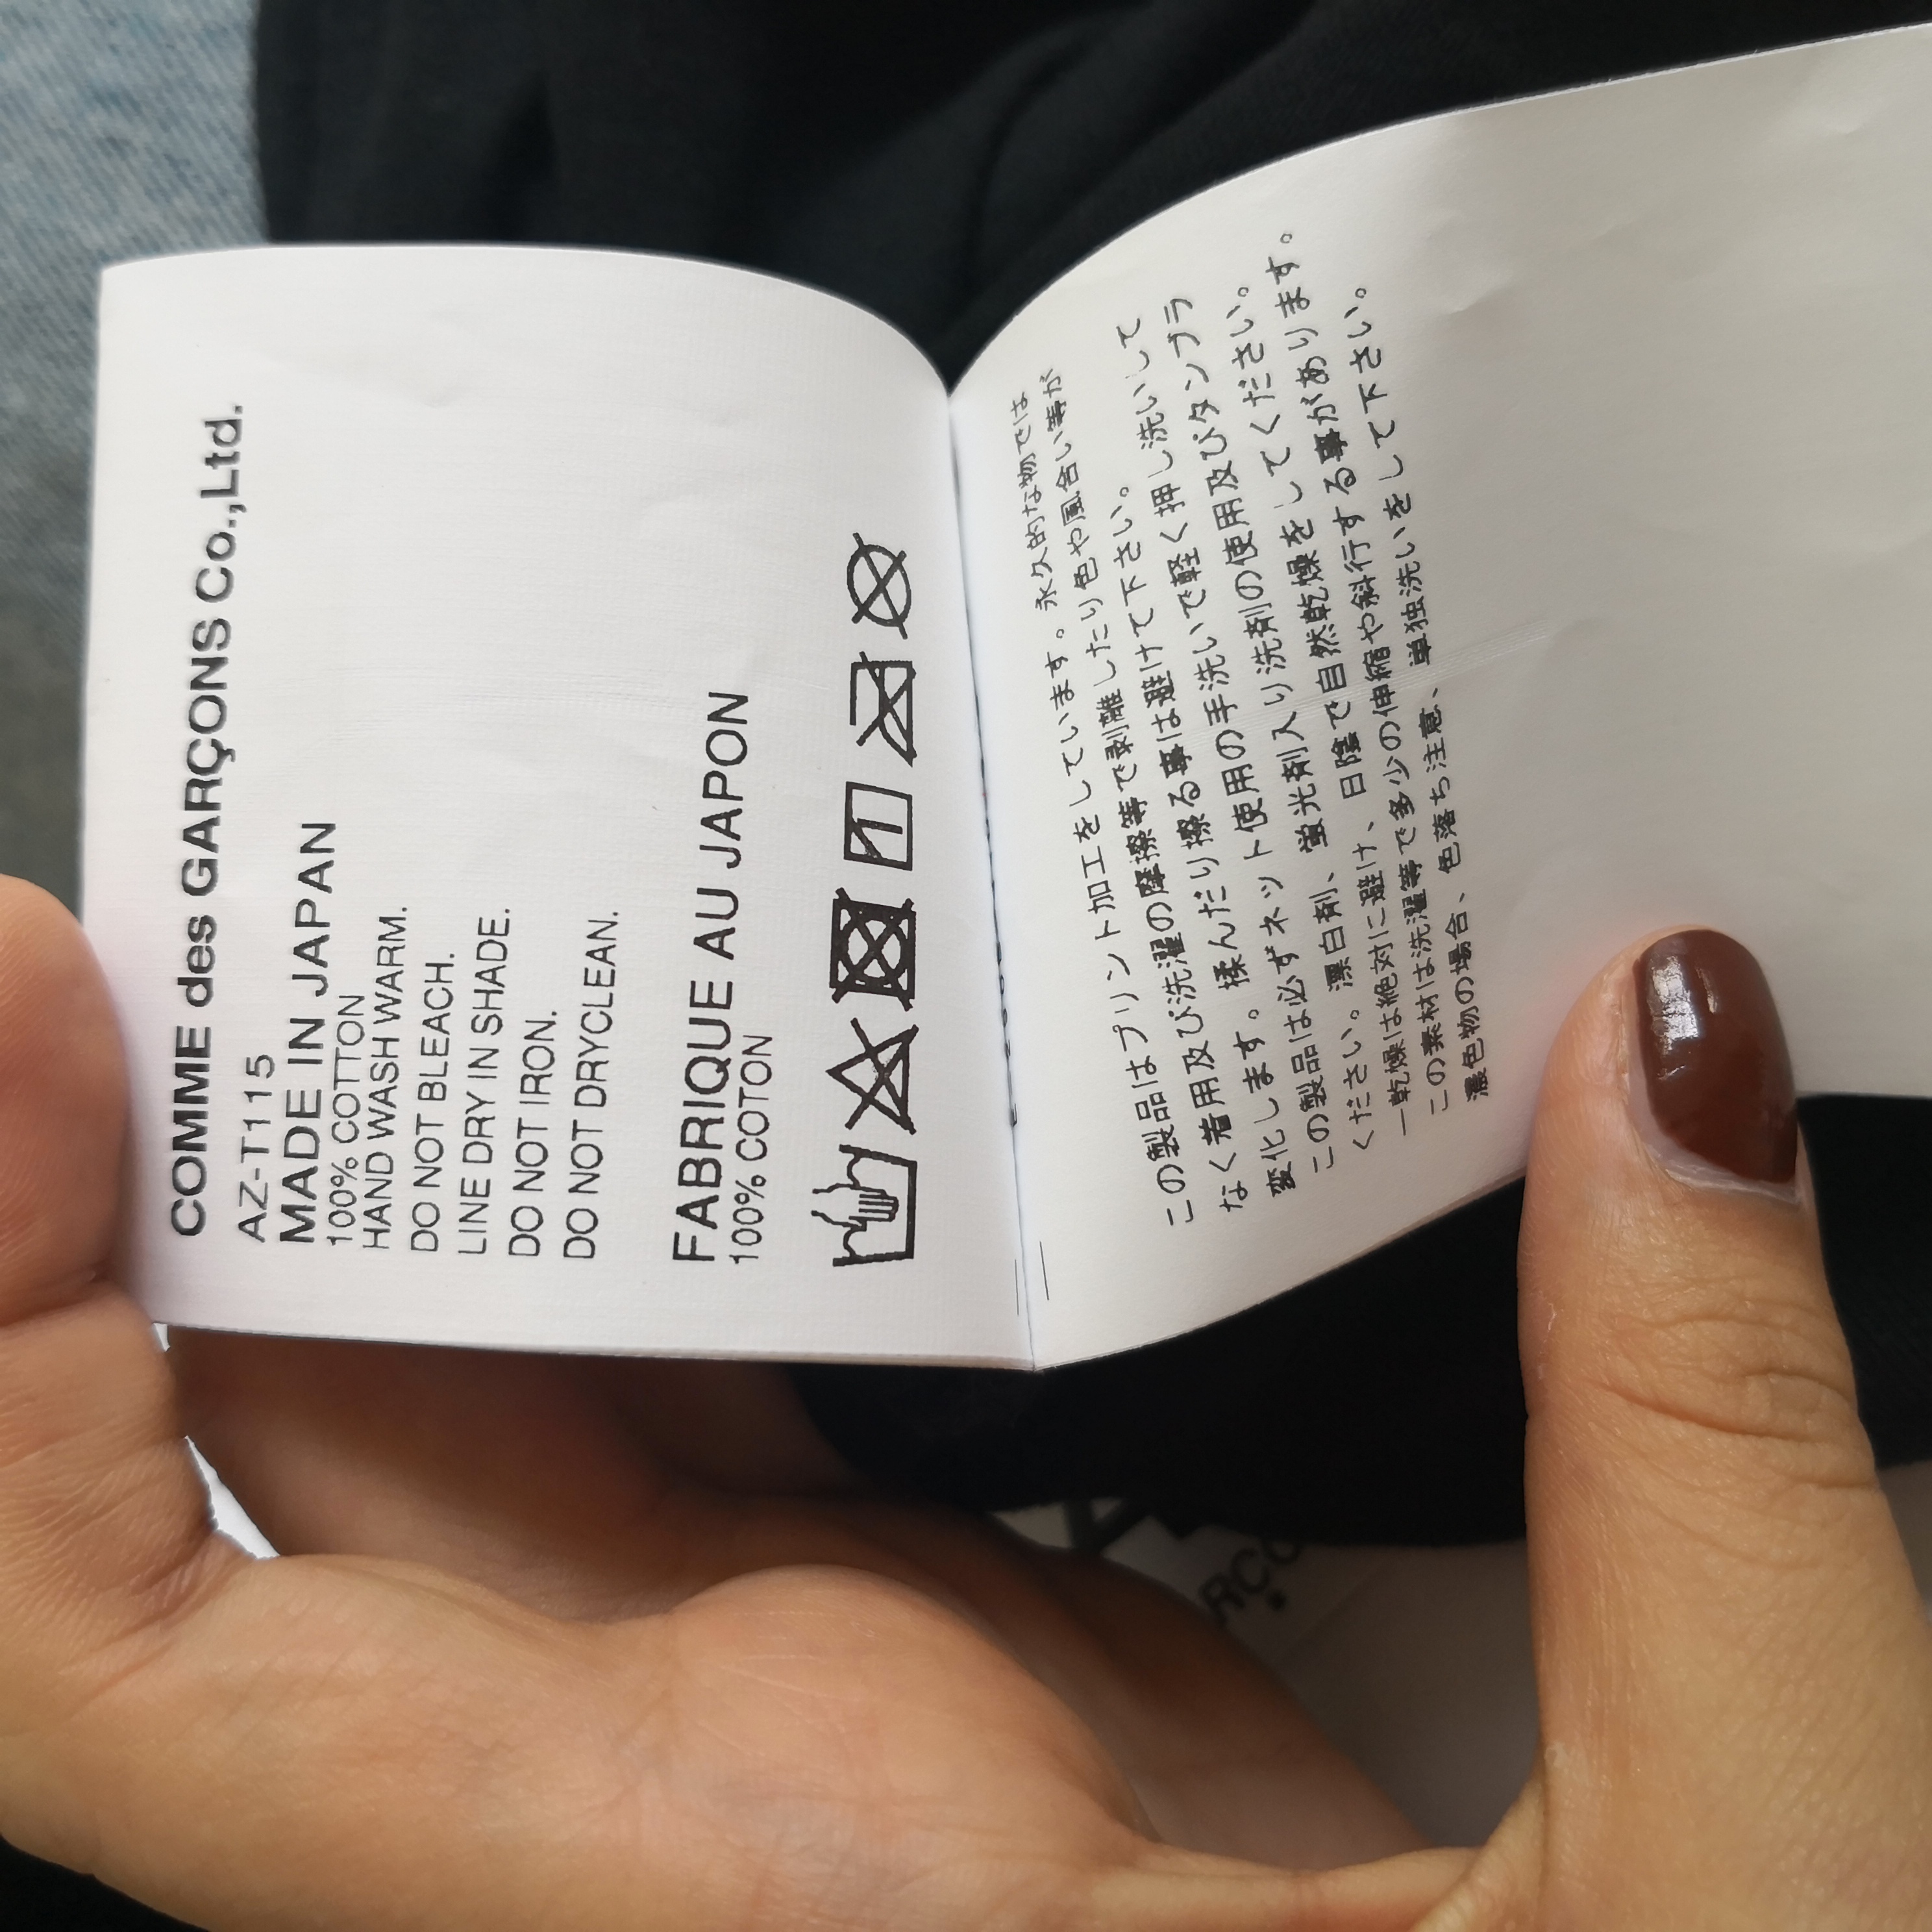 COMME des GARÇONS Co.,Ltd.
AZ-T115
MADE IN JAPAN
100% COTTON
HAND WASH WARM.
DO NOT BLEACH.
LINE DRY IN SHADE.
DO NOT IRON.
DO NOT DRYCLEAN.
FABRIQUE AU JAPON
100% COTON
この製品はプリント加工をしています。永久的な物では
なく着用及び洗濯の摩擦等で剥離したり色や風合い等が
変化します。揉んだり擦る事は避けて下さい。
この製品は必ずネット使用の手洗いで軽く押し洗いして
ください。漂白剤、蛍光剤入り洗剤の使用及びタンブラ
ー乾燥は絶対に避け、日陰で自然乾燥をしてください。
この素材は洗濯等で多少の伸縮や斜行する事があります。
濃色物の場合、色落ち注意、単独洗いをして下さい。
RÇO